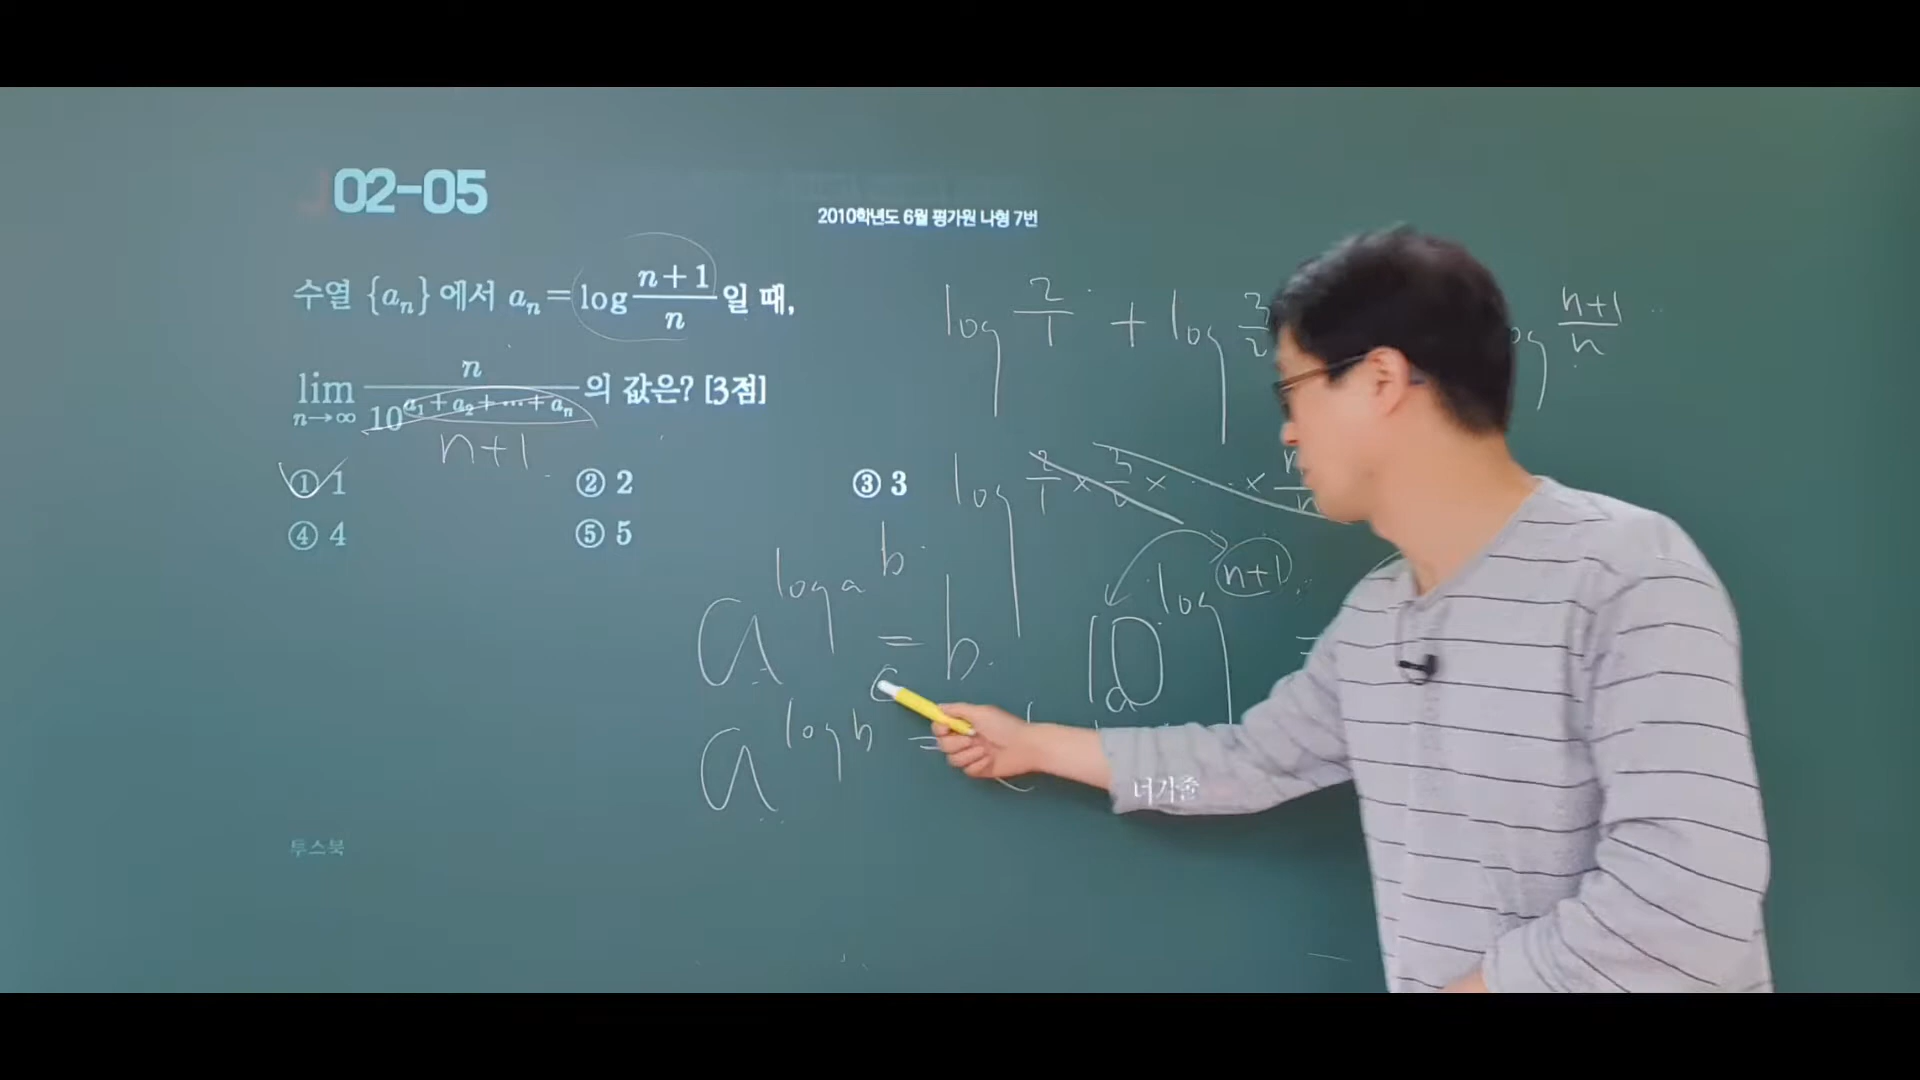 02-05
2010학년도 6월 평가원 나형 7번
수열 {aₙ} 에서 aₙ = log (n+1)/n 일 때,
lim n→∞ n / 10^(a₁+a₂+⋯+aₙ) 의 값은? [3점]
n+1
① 1 ② 2 ③ 3
④ 4 ⑤ 5
log 2/1 + log 3/2 log (n+1)/n
log 2/1 × 3/2 × ⋯ ×
a^(logₐ b) = b
10^(log n+1) =
a
a^(log b) =
c
너기출
투스북